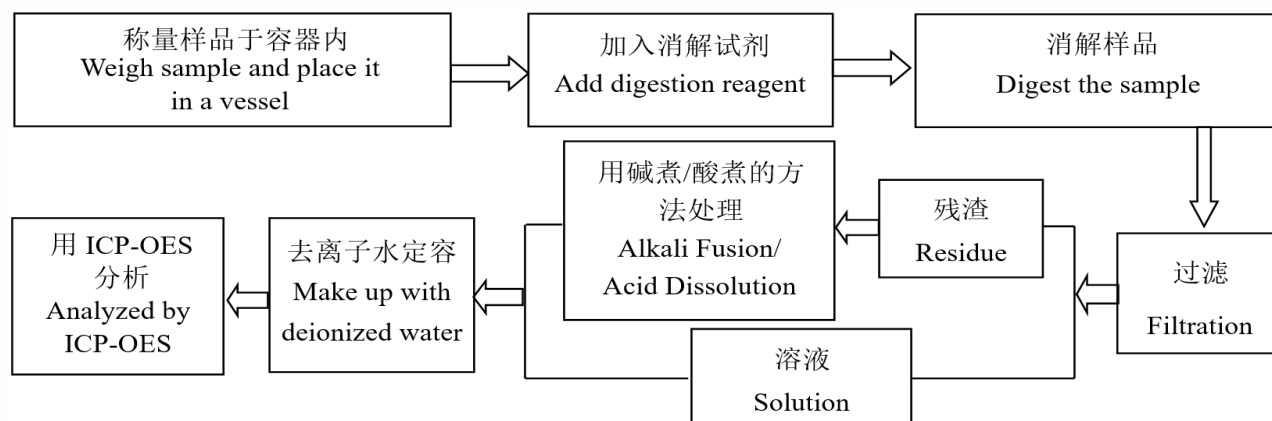 称量样品于容器内
Weigh sample and place it
in a vessel
加入消解试剂
Add digestion reagent
消解样品
Digest the sample
过滤
Filtration
残渣
Residue
溶液
Solution
用碱煮/酸煮的方
法处理
Alkali Fusion/
Acid Dissolution
去离子水定容
Make up with
deionized water
用 ICP-OES
分析
Analyzed by
ICP-OES